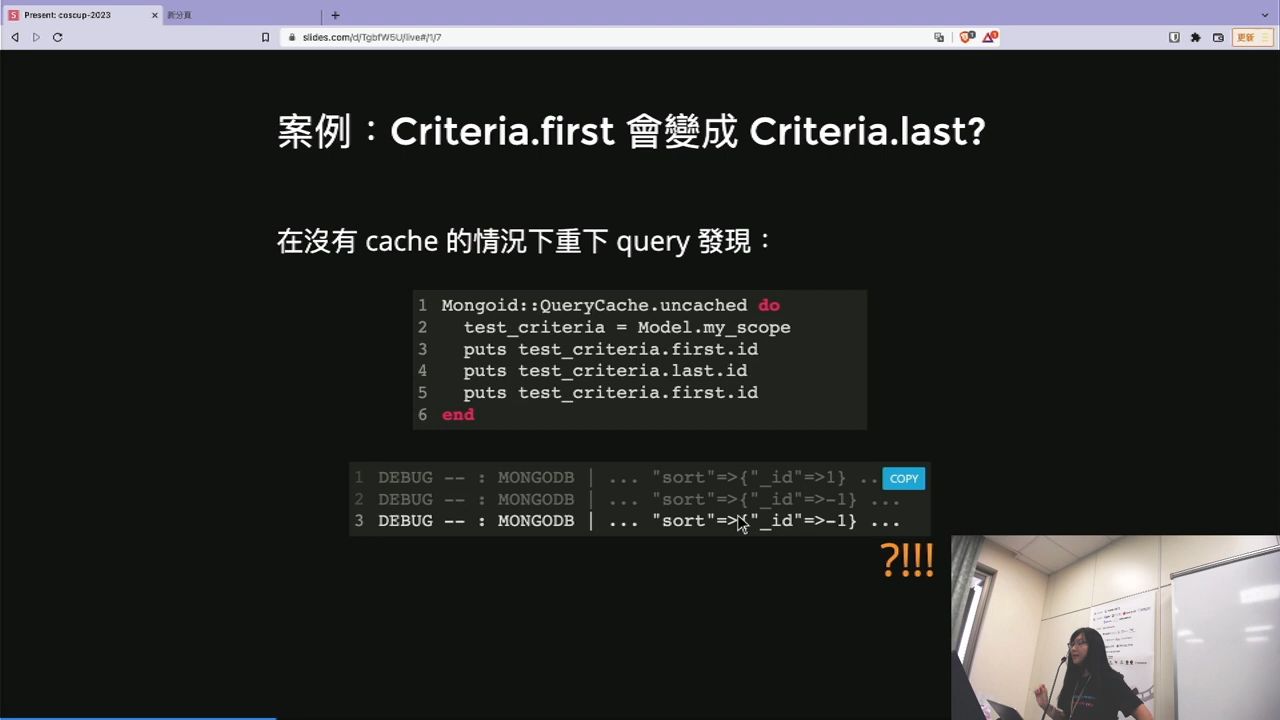 Present: coscup-2023
新分頁
slides.com/d/TgbfW5U/live#/1/7
更新
案例：Criteria.first 會變成 Criteria.last?
在沒有 cache 的情況下重下 query 發現：
1 Mongoid::QueryCache.uncached do
2 test_criteria = Model.my_scope
3 puts test_criteria.first.id
4 puts test_criteria.last.id
5 puts test_criteria.first.id
6 end
1 DEBUG -- : MONGODB | ... "sort"=>{"_id"=>1} ..
COPY
2 DEBUG -- : MONGODB | ... "sort"=>{"_id"=>-1} ...
3 DEBUG -- : MONGODB | ... "sort"=>{"_id"=>-1} ...
?!!!